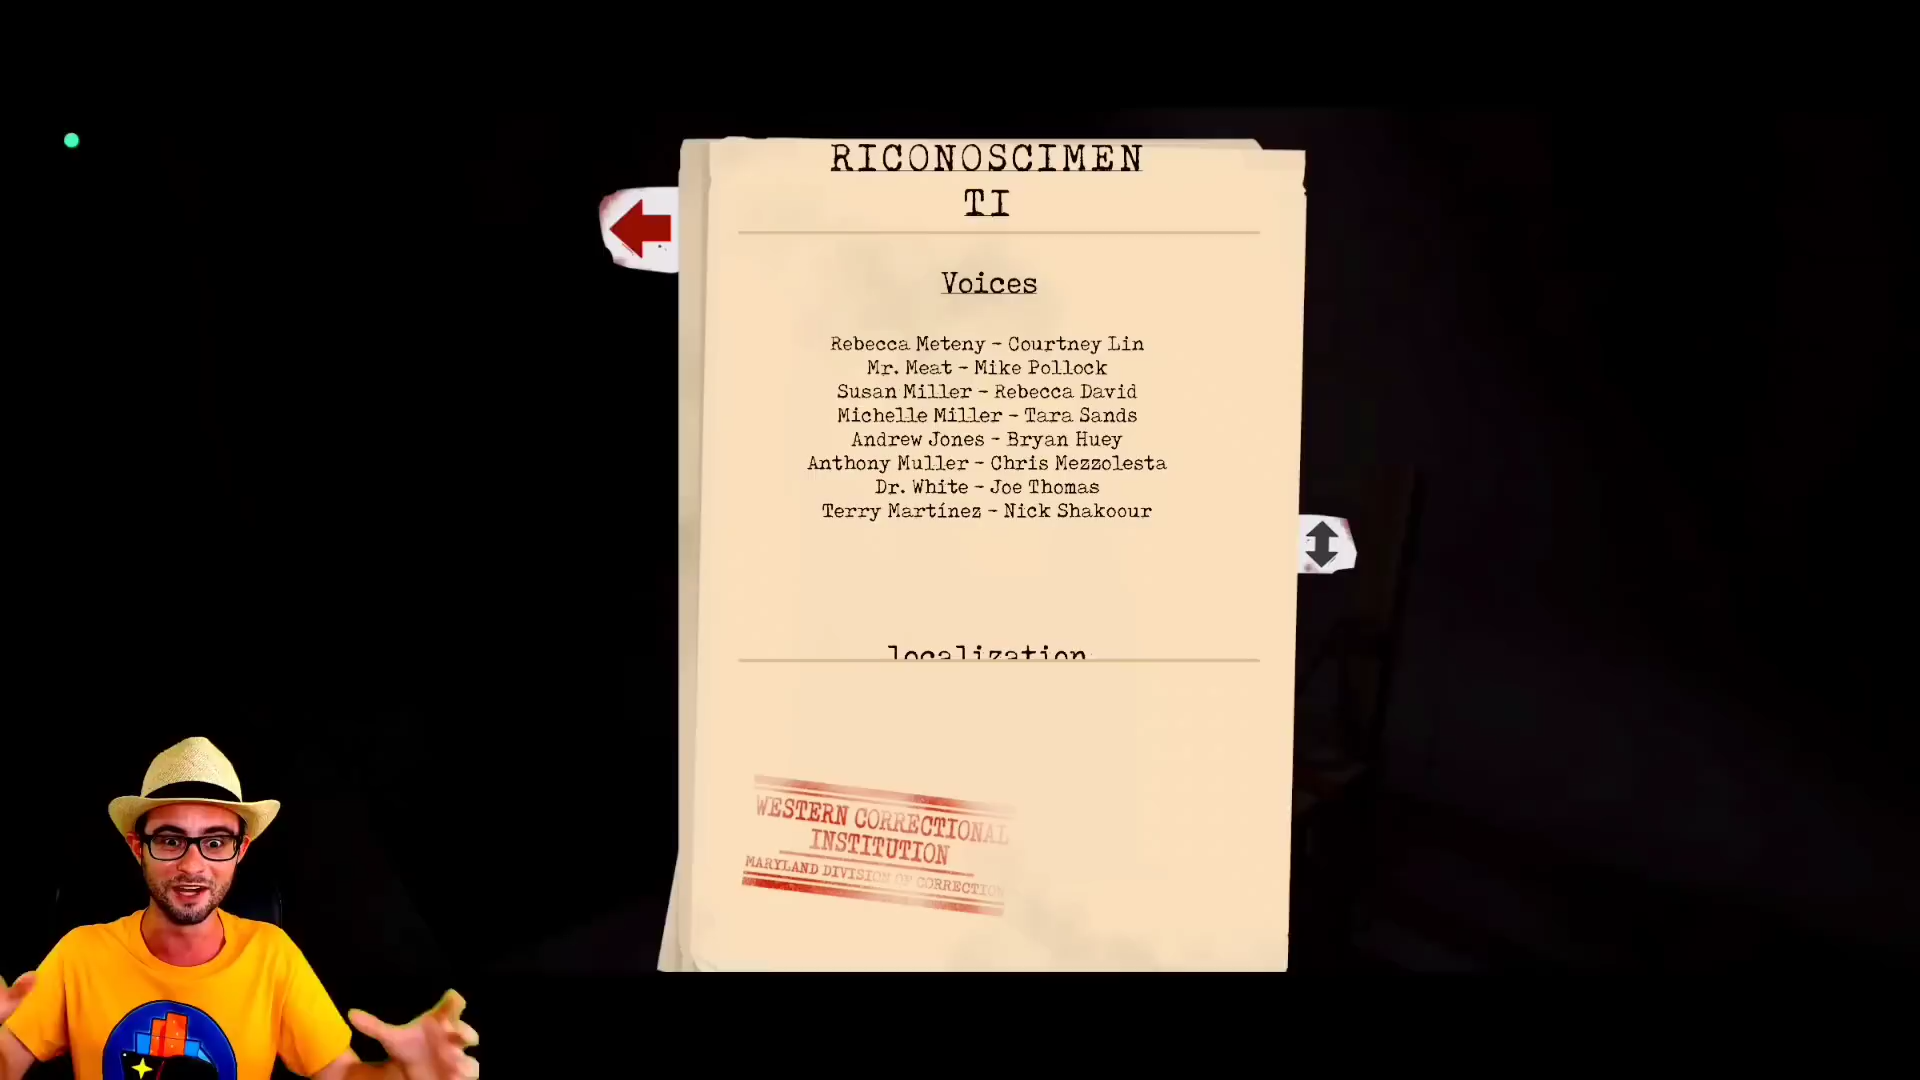 RICONOSCIMEN
TI
Voices
Rebecca Meteny - Courtney Lin
Mr. Meat - Mike Pollock
Susan Miller - Rebecca David
Michelle Miller - Tara Sands
Andrew Jones - Bryan Huey
Anthony Muller - Chris Mezzolesta
Dr. White - Joe Thomas
Terry Martínez - Nick Shakoour
localization
WESTERN CORRECTIONAL
INSTITUTION
MARYLAND DIVISION OF CORRECTION